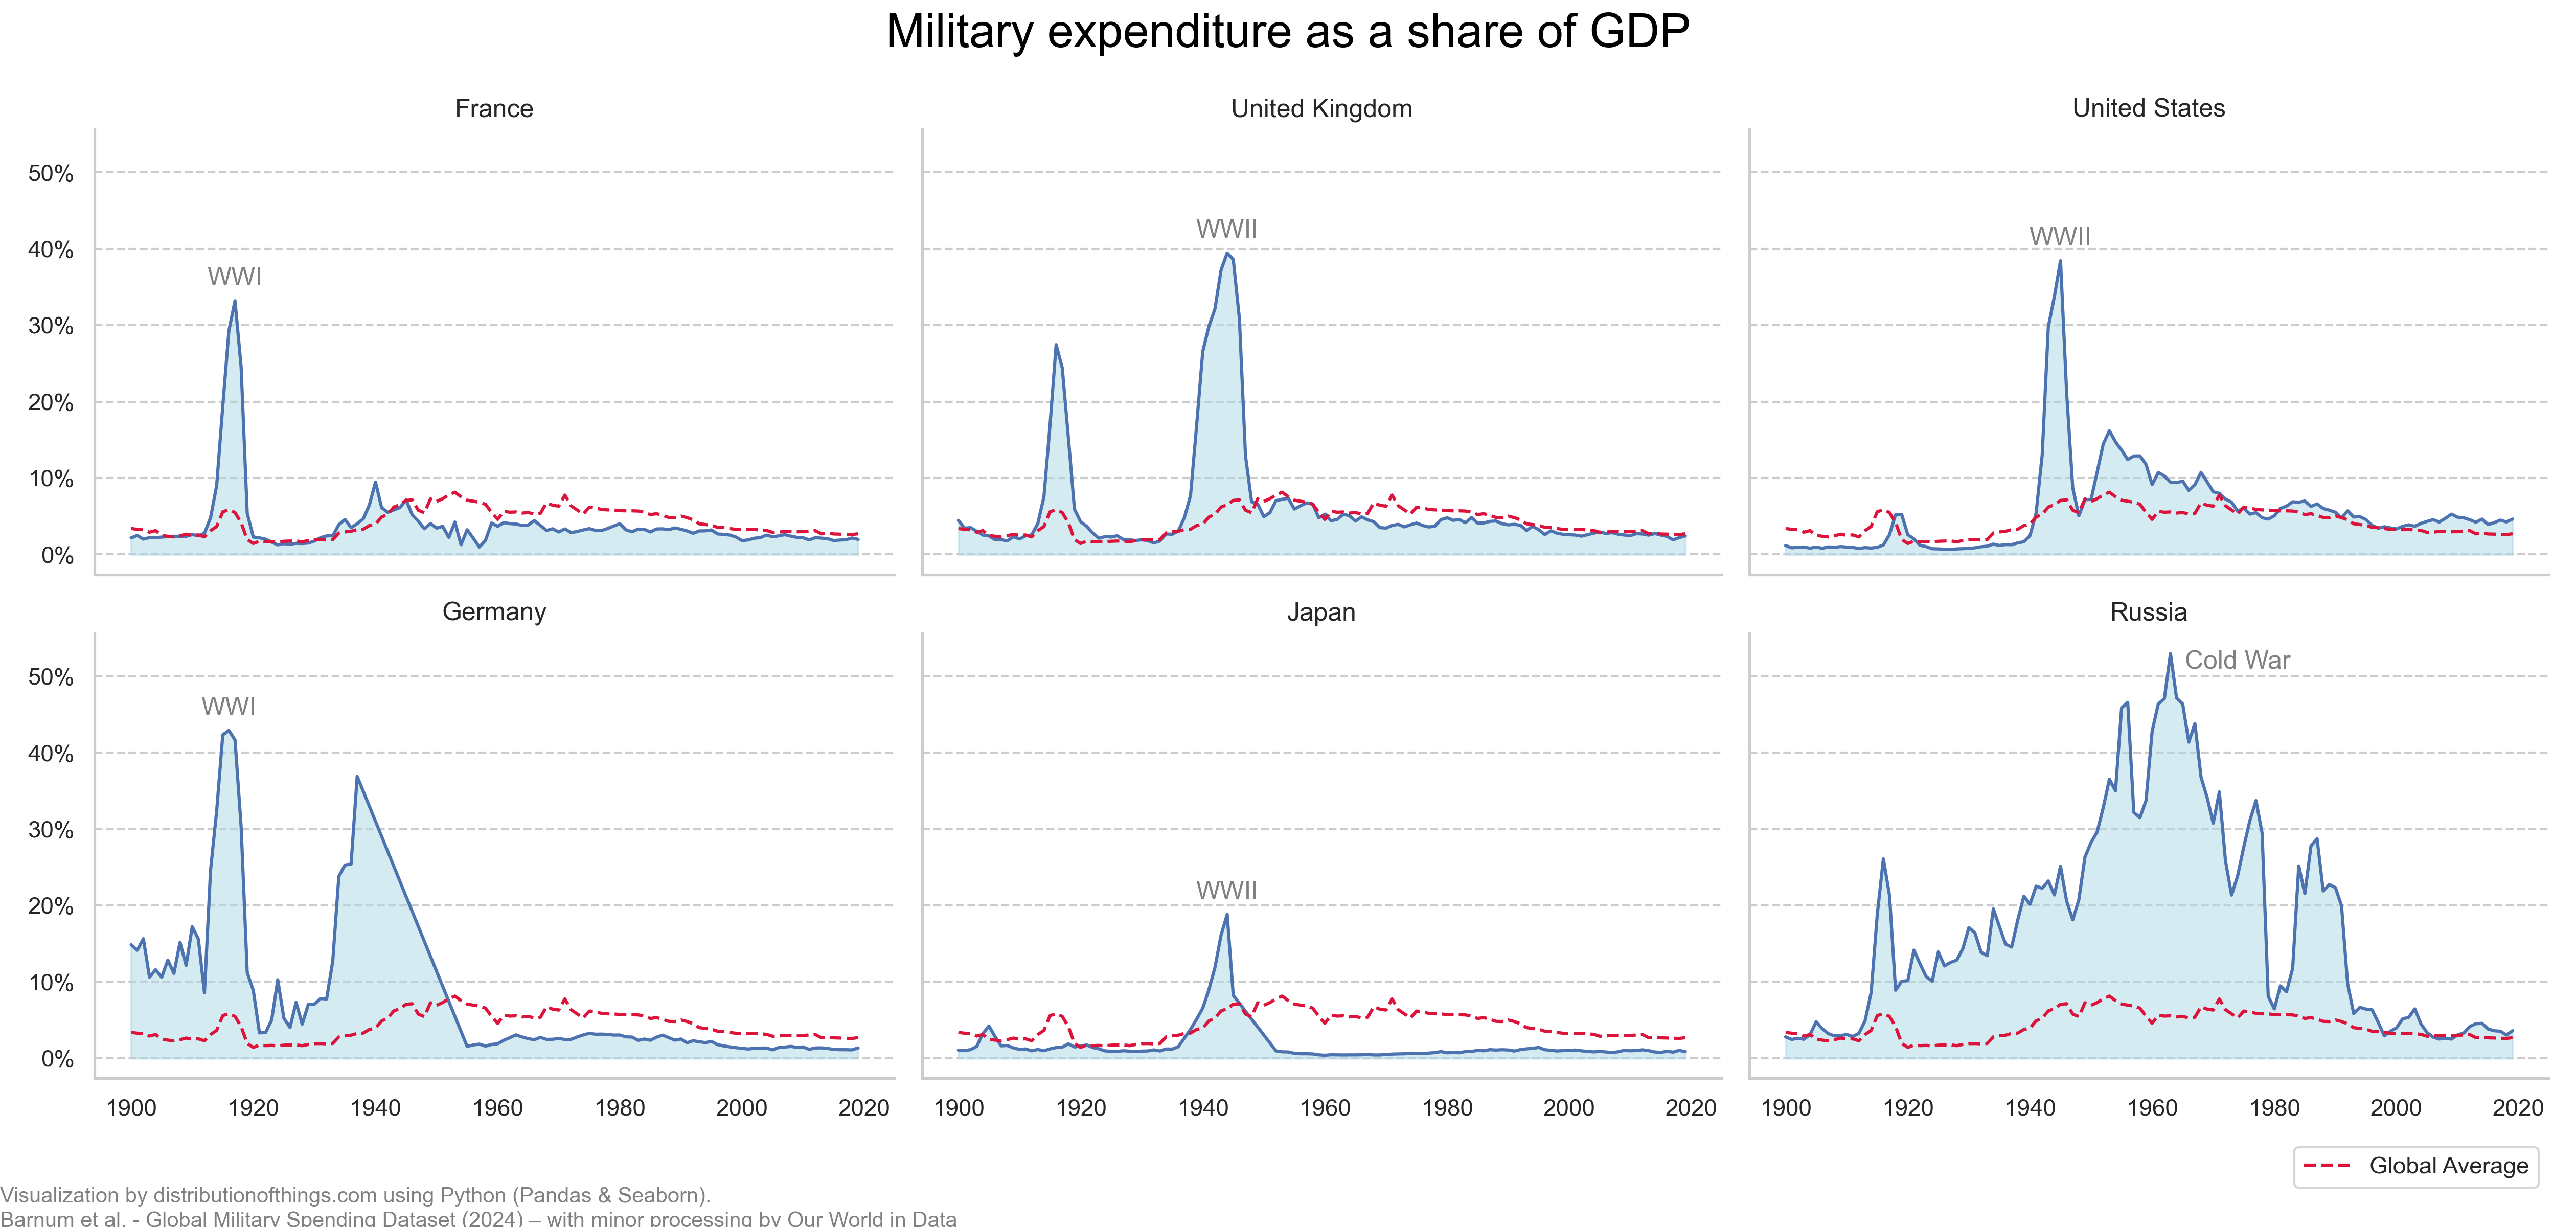 Military expenditure as a share of GDP
France
United Kingdom
United States
50%
40%
30%
20%
10%
0%
WWI
WWII
WWII
Germany
Japan
Russia
50%
40%
30%
20%
10%
0%
WWI
WWII
Cold War
1900 1920 1940 1960 1980 2000 2020
1900 1920 1940 1960 1980 2000 2020
1900 1920 1940 1960 1980 2000 2020
Global Average
Visualization by distributionofthings.com using Python (Pandas & Seaborn).
Barnum et al. - Global Military Spending Dataset (2024) – with minor processing by Our World in Data